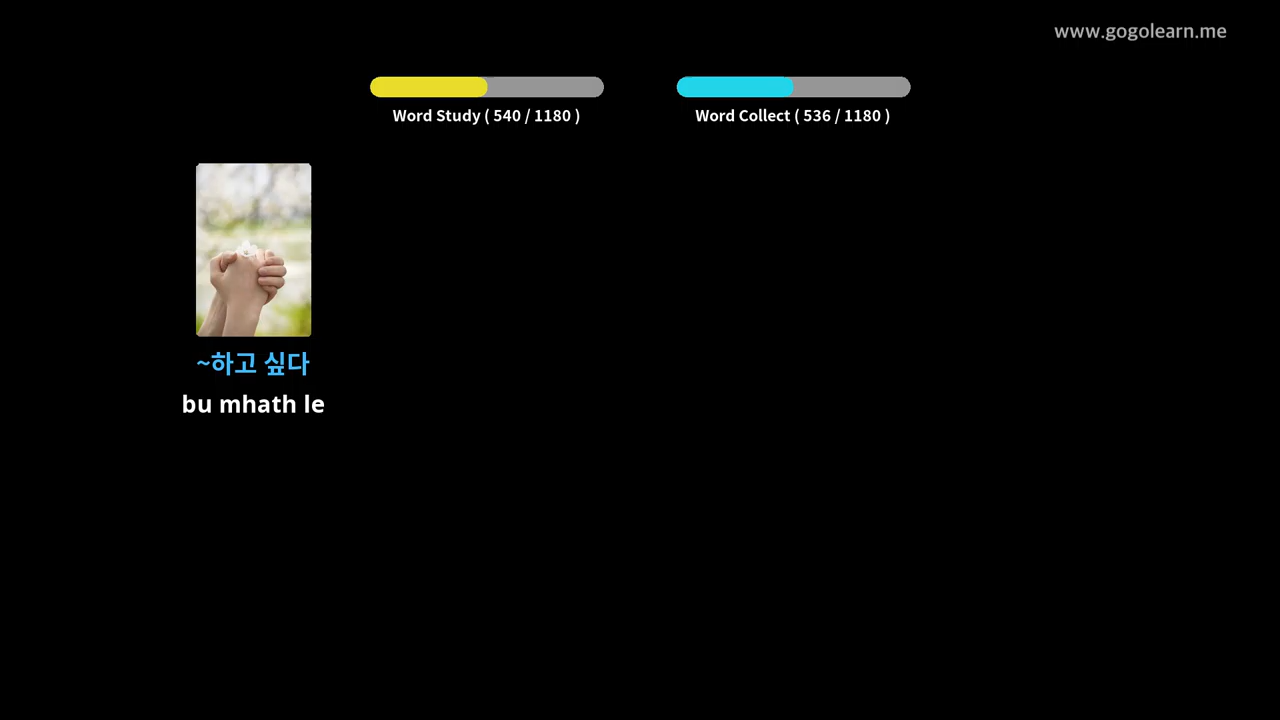 www.gogolearn.me
Word Study ( 540 / 1180 )
Word Collect ( 536 / 1180 )
~하고 싶다
bu mhath le